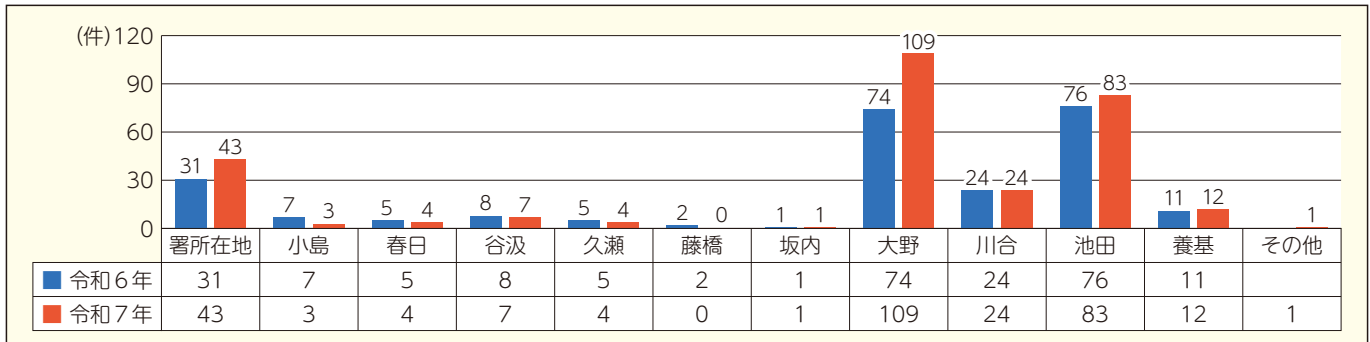 (件)120
90
60
30
0
31 43 7 3 5 4 8 7 5 4 2 0 1 1 74 109 24 24 76 83 11 12 1
署所在地 小島 春日 谷汲 久瀬 藤橋 坂内 大野 川合 池田 養基 その他
令和6年 31 7 5 8 5 2 1 74 24 76 11
令和7年 43 3 4 7 4 0 1 109 24 83 12 1